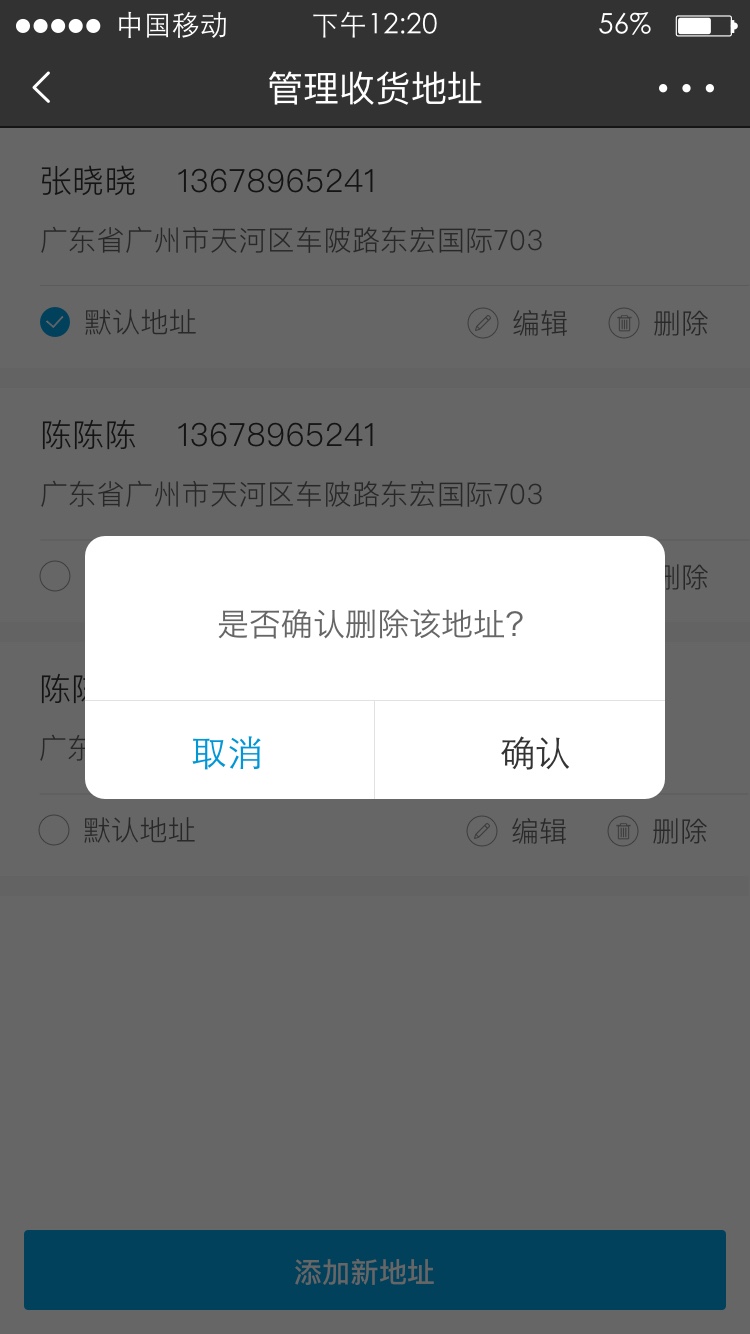 中国移动 下午12:20 56%
管理收货地址
张晓晓 13678965241
广东省广州市天河区车陂路东宏国际703
默认地址 编辑 删除
陈陈陈 13678965241
广东省广州市天河区车陂路东宏国际703
删除
是否确认删除该地址?
陈
广东
取消 确认
默认地址 编辑 删除
添加新地址